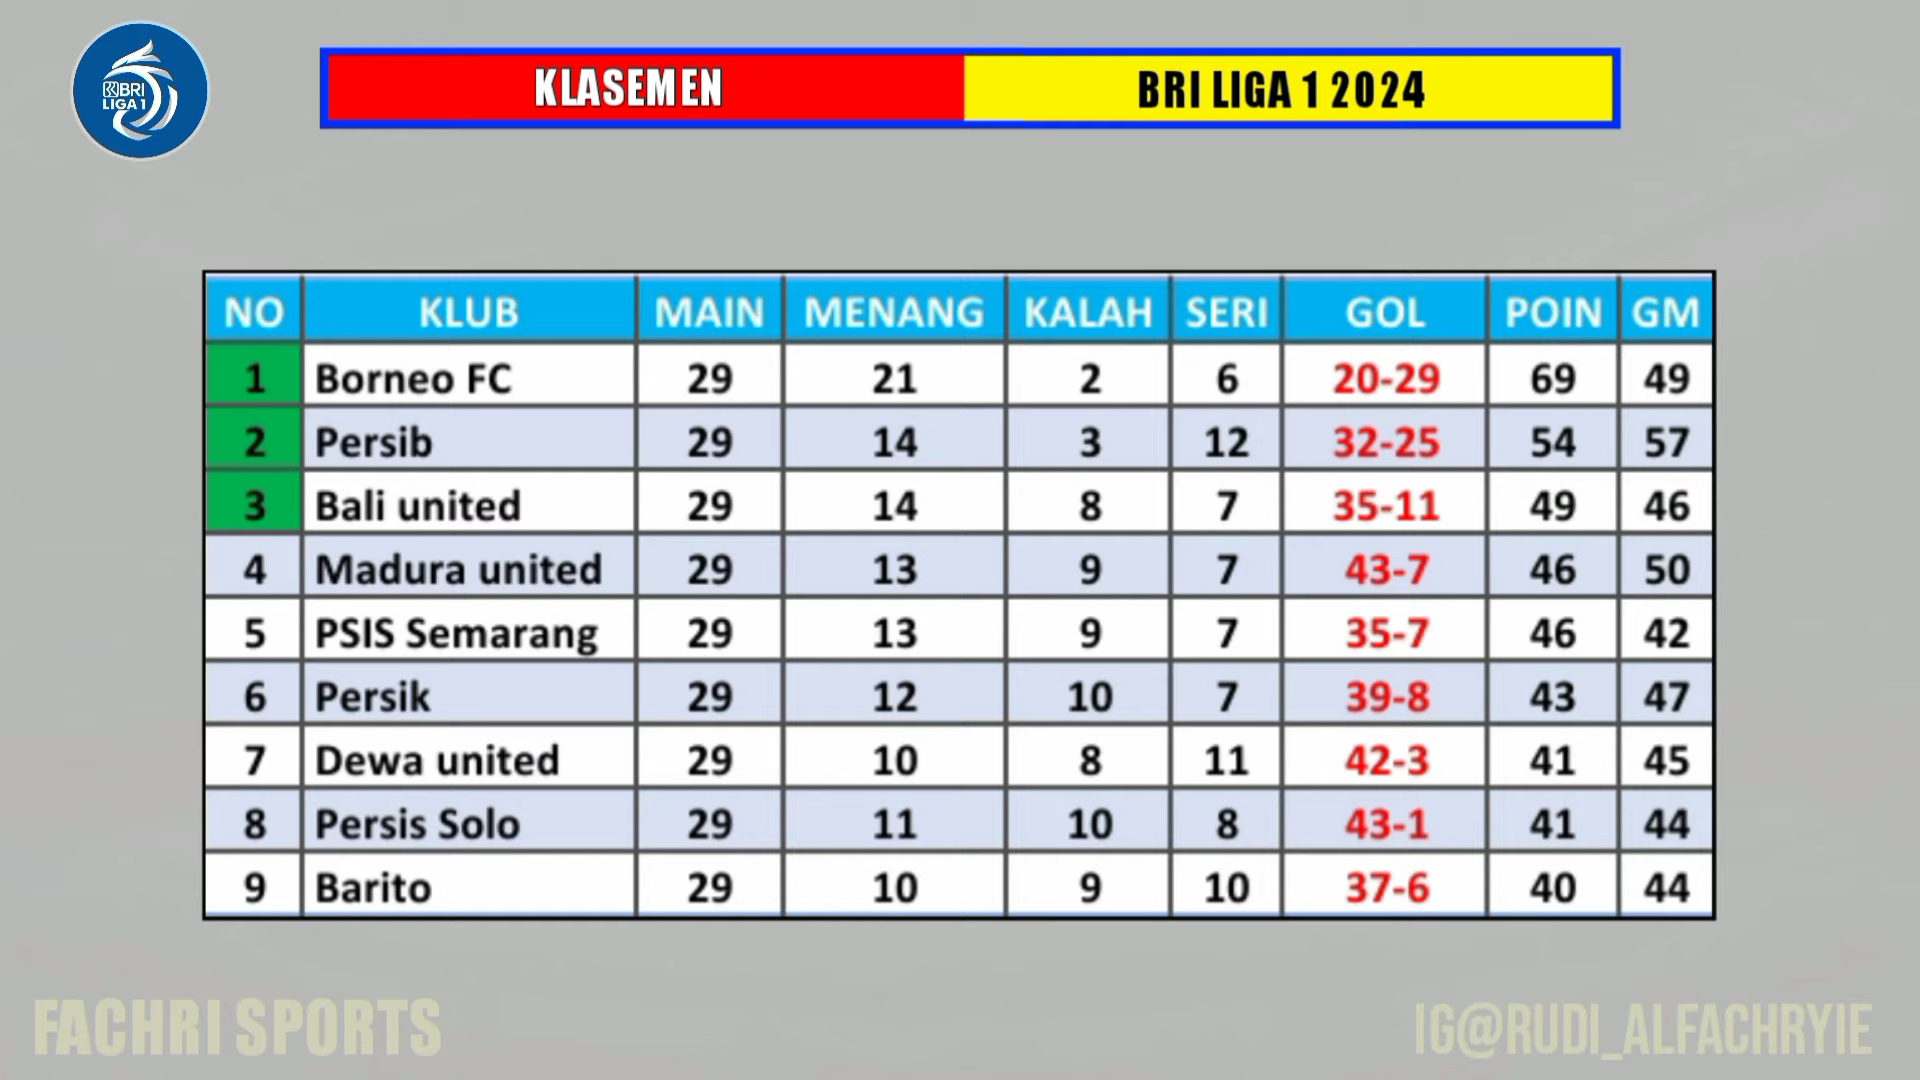 BRI
LIGA 1
KLASEMEN BRI LIGA 1 2024
NO KLUB MAIN MENANG KALAH SERI GOL POIN GM
1 Borneo FC 29 21 2 6 20-29 69 49
2 Persib 29 14 3 12 32-25 54 57
3 Bali united 29 14 8 7 35-11 49 46
4 Madura united 29 13 9 7 43-7 46 50
5 PSIS Semarang 29 13 9 7 35-7 46 42
6 Persik 29 12 10 7 39-8 43 47
7 Dewa united 29 10 8 11 42-3 41 45
8 Persis Solo 29 11 10 8 43-1 41 44
9 Barito 29 10 9 10 37-6 40 44
FACHRI SPORTS IG@RUDI_ALFACHRYIE